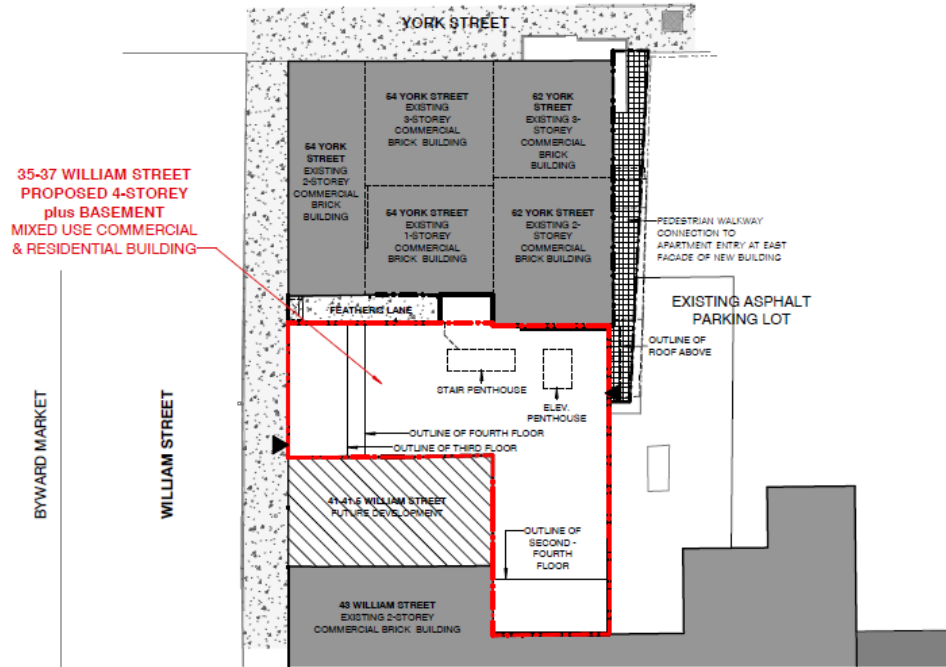 YORK STREET
54 YORK STREET
EXISTING
3-STOREY
COMMERCIAL
BRICK BUILDING
62 YORK
STREET
EXISTING 3-
STOREY
COMMERCIAL
BRICK
BUILDING
54 YORK
STREET
EXISTING
2-STOREY
COMMERCIAL
BRICK
BUILDING
35-37 WILLIAM STREET
PROPOSED 4-STOREY
plus BASEMENT
MIXED USE COMMERCIAL
& RESIDENTIAL BUILDING
54 YORK STREET
EXISTING
1-STOREY
COMMERCIAL
BRICK BUILDING
62 YORK STREET
EXISTING 2-
STOREY
COMMERCIAL
BRICK BUILDING
PEDESTRIAN WALKWAY
CONNECTION TO
APARTMENT ENTRY AT EAST
FACADE OF NEW BUILDING
FEATHERIC LANE
EXISTING ASPHALT
PARKING LOT
OUTLINE OF
ROOF ABOVE
STAIR PENTHOUSE
ELEV.
PENTHOUSE
OUTLINE OF FOURTH FLOOR
OUTLINE OF THIRD FLOOR
BYWARD MARKET
WILLIAM STREET
41-41.5 WILLIAM STREET
FUTURE DEVELOPMENT
OUTLINE OF
SECOND -
FOURTH
FLOOR
43 WILLIAM STREET
EXISTING 2-STOREY
COMMERCIAL BRICK BUILDING